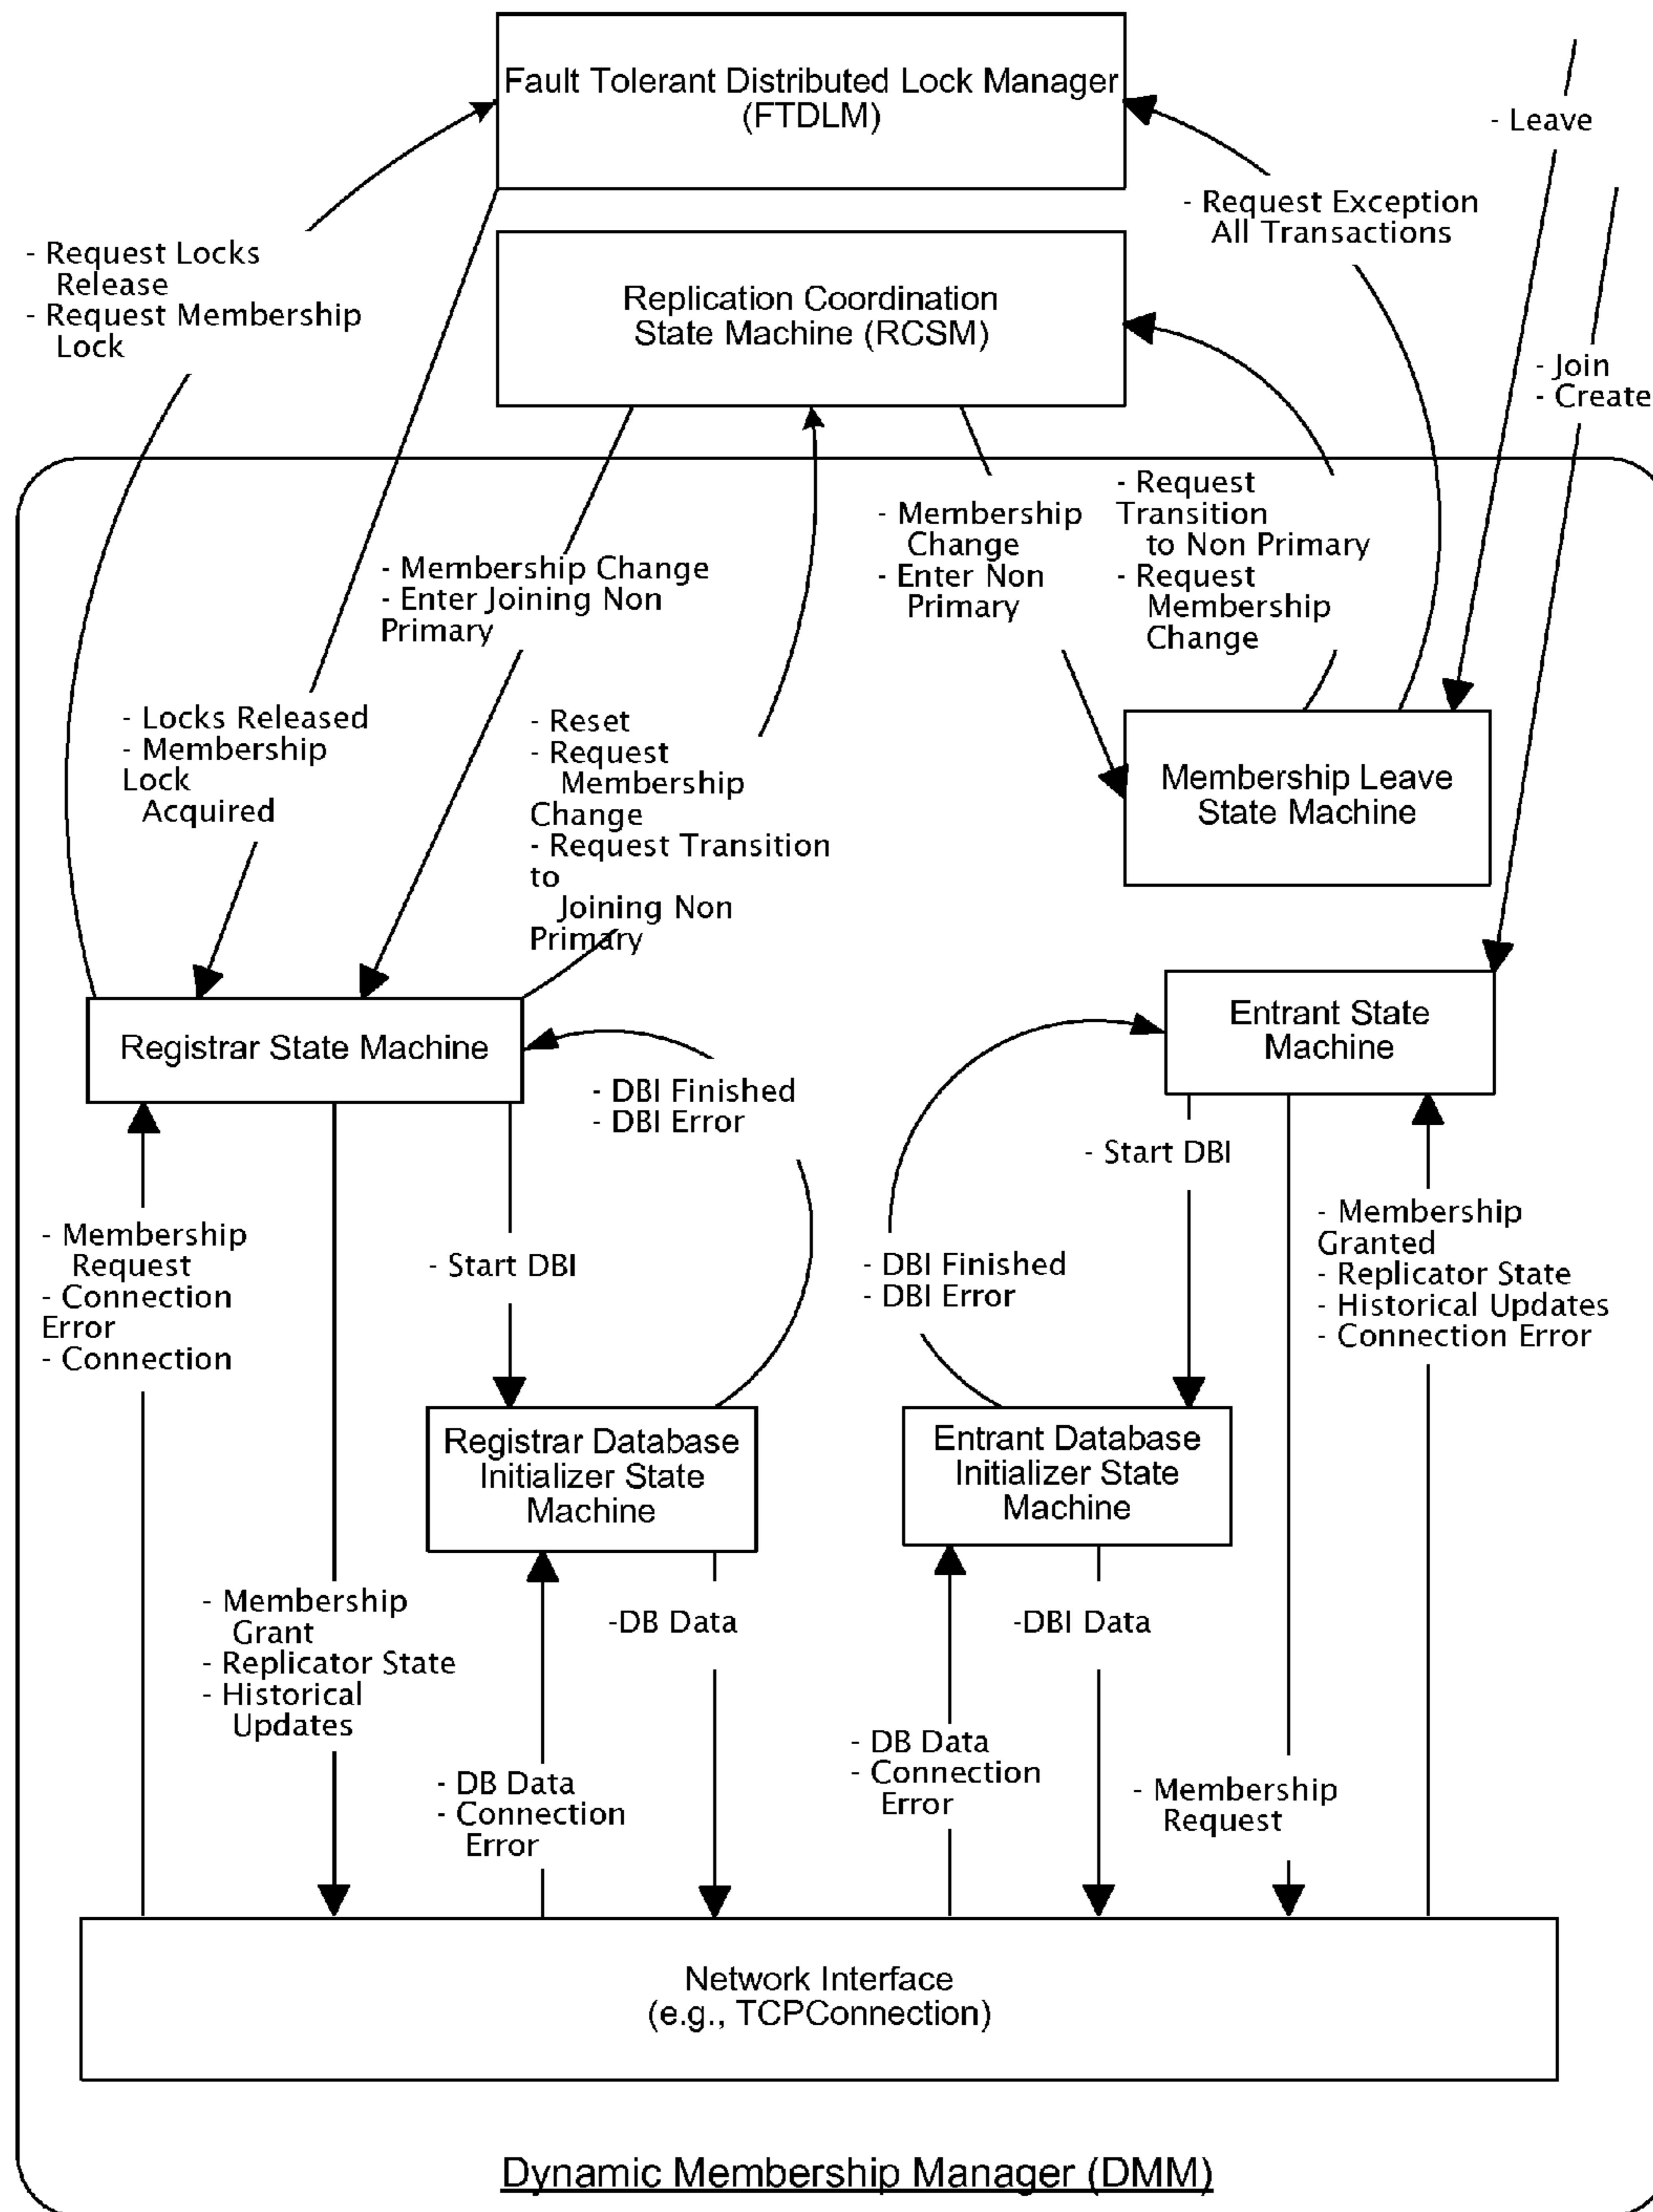 Fault Tolerant Distributed Lock Manager
(FTDLM)
- Leave
- Request Exception
All Transactions
- Request Locks
Release
- Request Membership
Lock
Replication Coordination
State Machine (RCSM)
- Join
- Create
- Membership
Change
- Enter Non
Primary
- Request
Transition
to Non Primary
- Request
Membership
Change
- Membership Change
- Enter Joining Non
Primary
- Locks Released
- Membership
Lock
Acquired
- Reset
- Request
Membership
Change
- Request Transition
to
Joining Non
Primary
Membership Leave
State Machine
Registrar State Machine
Entrant State
Machine
- DBI Finished
- DBI Error
- Start DBI
- Membership
Request
- Connection
Error
- Connection
- Start DBI
- DBI Finished
- DBI Error
- Membership
Granted
- Replicator State
- Historical Updates
- Connection Error
Registrar Database
Initializer State
Machine
Entrant Database
Initializer State
Machine
- Membership
Grant
- Replicator State
- Historical
Updates
-DB Data
-DBI Data
- DB Data
- Connection
Error
- DB Data
- Connection
Error
- Membership
Request
Network Interface
(e.g., TCPConnection)
Dynamic Membership Manager (DMM)